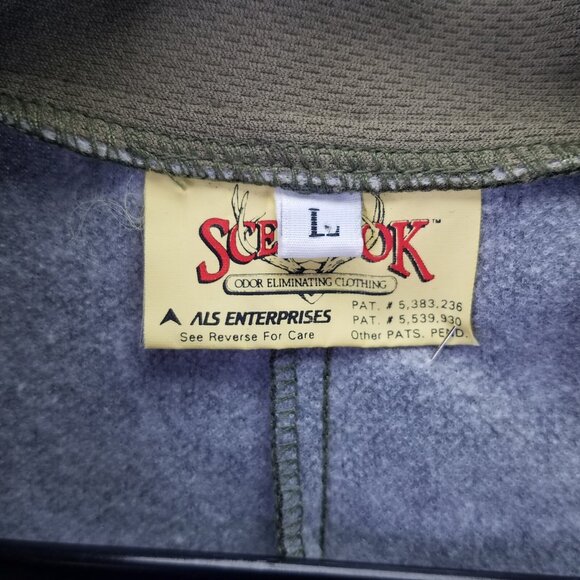 SCE OK™
L
ODOR ELIMINATING CLOTHING
ALS ENTERPRISES
See Reverse For Care
PAT. # 5,383,236
PAT. # 5,539,930
Other PATS. PEND.